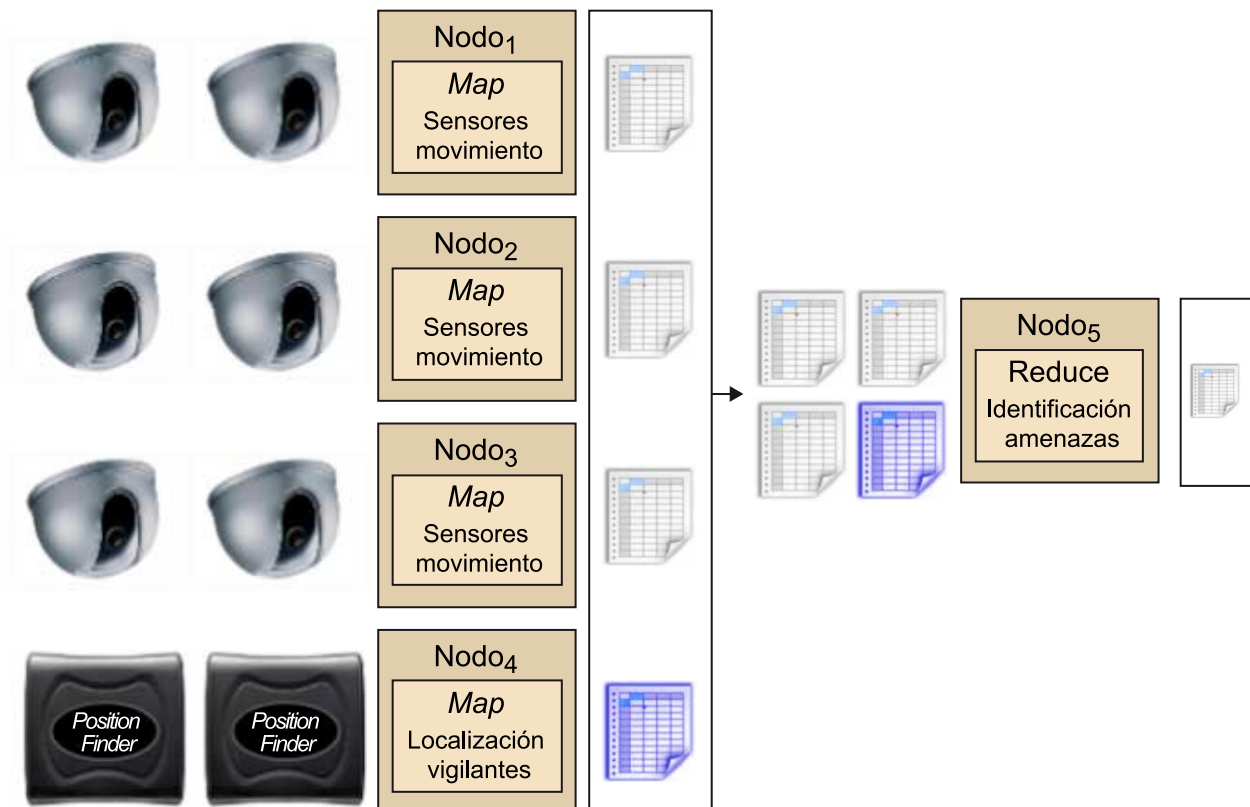 Nodo1
Map
Sensores
movimiento
Nodo2
Map
Sensores
movimiento
Nodo3
Map
Sensores
movimiento
Position
Finder
Position
Finder
Nodo4
Map
Localización
vigilantes
Nodo5
Reduce
Identificación
amenazas